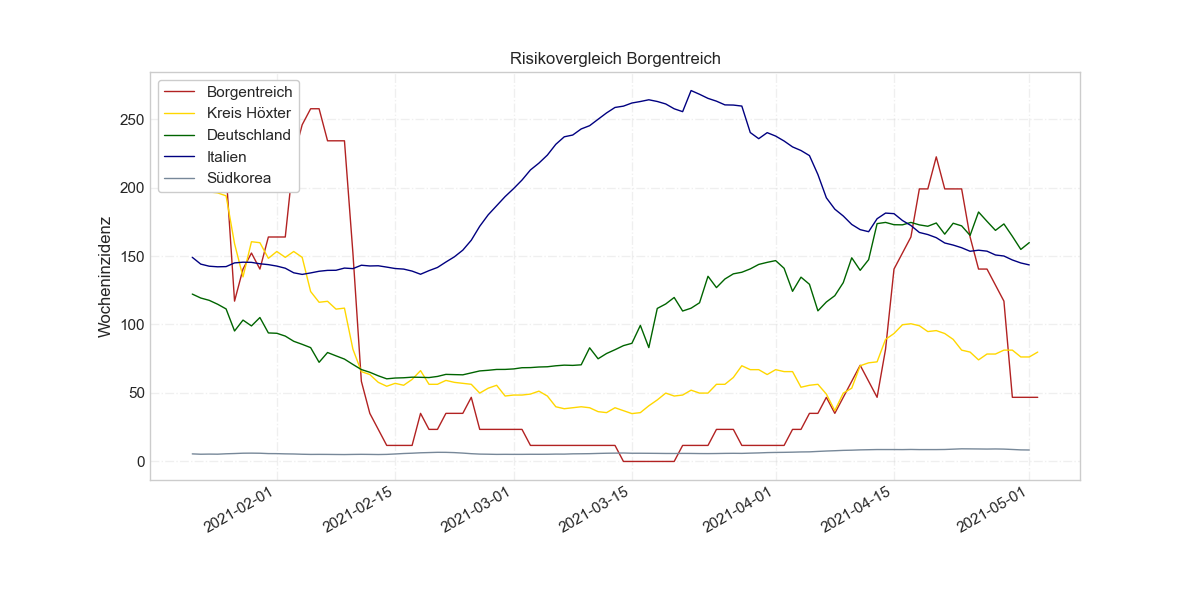 Risikovergleich Borgentreich
Borgentreich
Kreis Höxter
Deutschland
Italien
Südkorea
Wocheninzidenz
250
200
150
100
50
0
2021-02-01
2021-02-15
2021-03-01
2021-03-15
2021-04-01
2021-04-15
2021-05-01